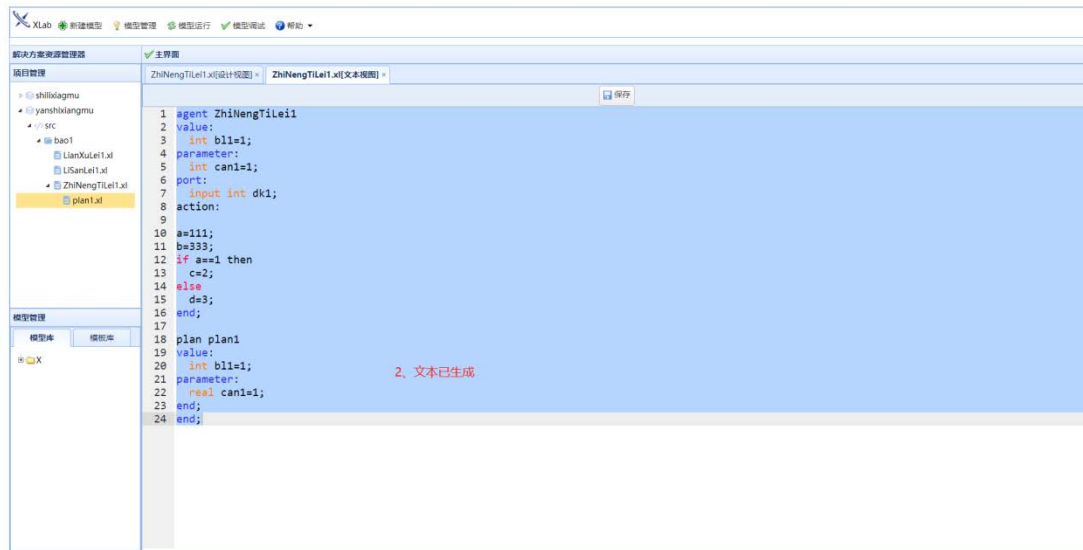 XLab 新建模型 模型管理 模型运行 模型调试 帮助
解决方案资源管理器
主界面
项目管理
ZhiNengTiLei1.xl[设计视图] × ZhiNengTiLei1.xl[文本视图] ×
保存
shilixiagmu
yanshixiangmu
src
bao1
LianXuLei1.xl
LiSanLei1.xl
ZhiNengTiLei1.xl
plan1.xl
模型管理
模型库 模板库
X
1 agent ZhiNengTiLei1
2 value:
3 int bl1=1;
4 parameter:
5 int can1=1;
6 port:
7 input int dk1;
8 action:
9
10 a=111;
11 b=333;
12 if a==1 then
13 c=2;
14 else
15 d=3;
16 end;
17
18 plan plan1
19 value:
20 int bl1=1;
21 parameter:
22 real can1=1;
23 end;
24 end;
2、文本已生成